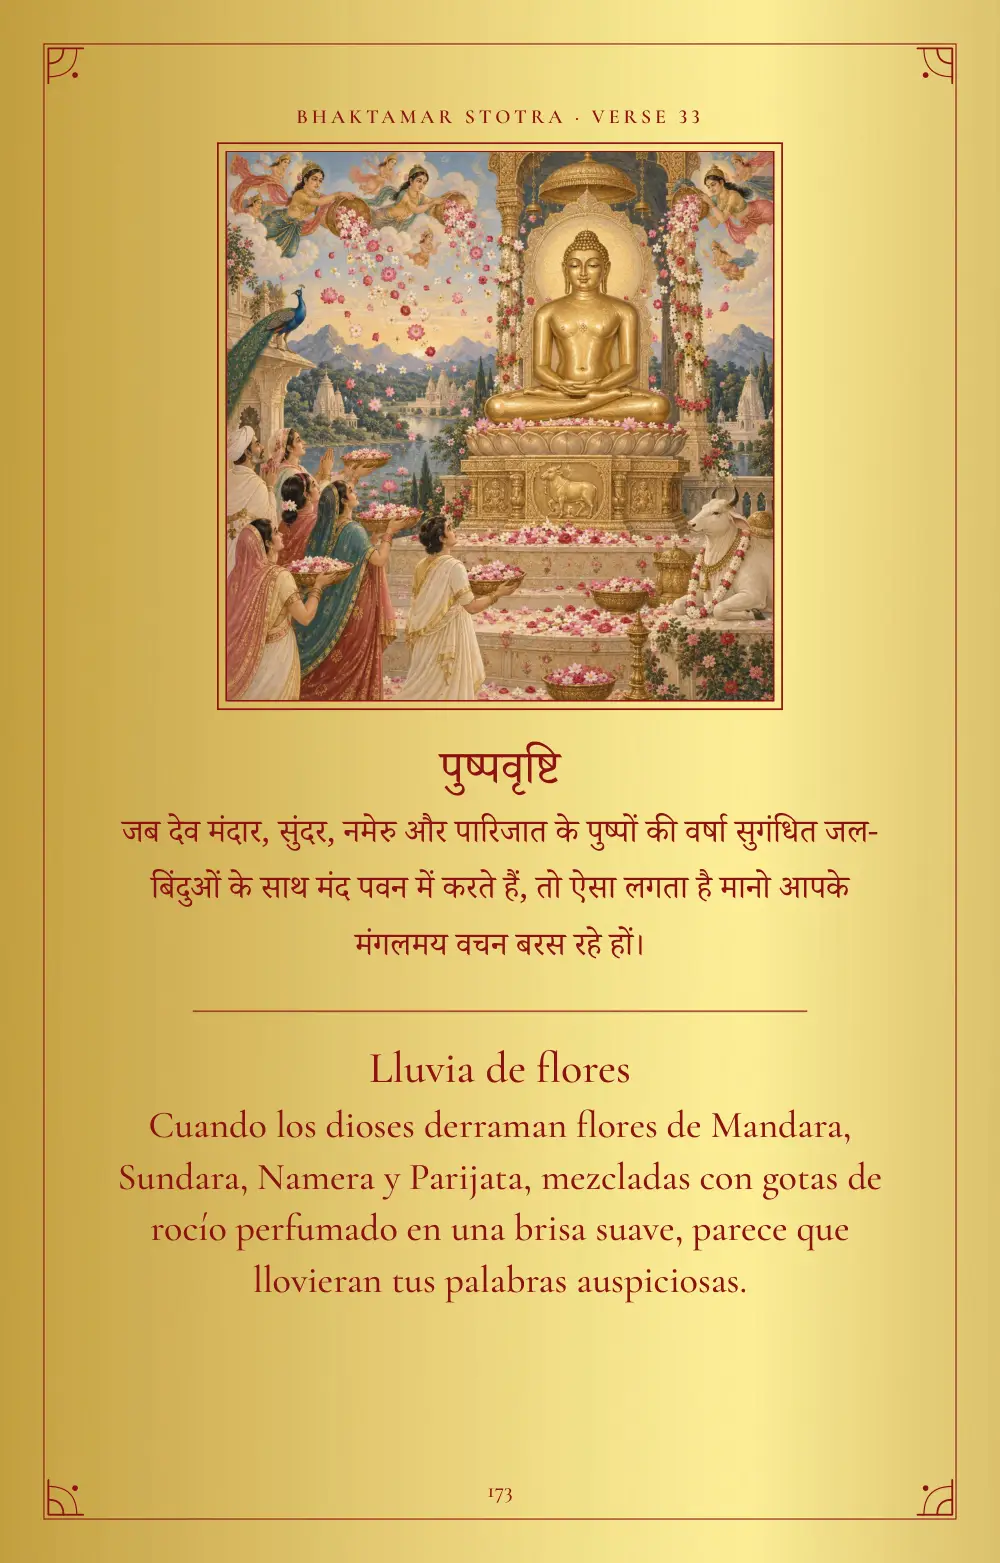 BHAKTAMAR STOTRA · VERSE 33
पुष्पवृष्टि
जब देव मंदार, सुंदर, नमेरु और पारिजात के पुष्पों की वर्षा सुगंधित जल-
बिंदुओं के साथ मंद पवन में करते हैं, तो ऐसा लगता है मानो आपके
मंगलमय वचन बरस रहे हों।
Lluvia de flores
Cuando los dioses derraman flores de Mandara,
Sundara, Namera y Parijata, mezcladas con gotas de
rocío perfumado en una brisa suave, parece que
llovieran tus palabras auspiciosas.
173